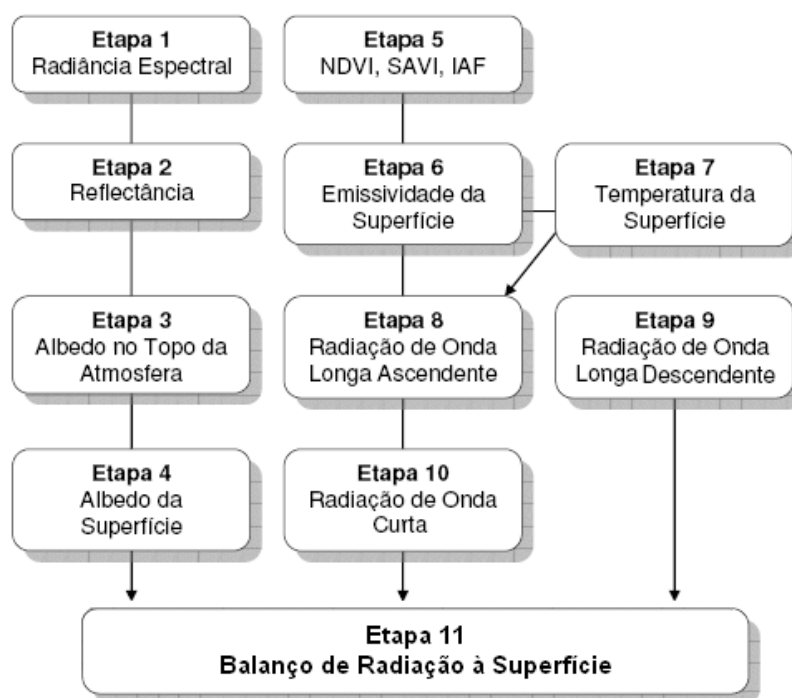 Etapa 1
Radiância Espectral
Etapa 5
NDVI, SAVI, IAF
Etapa 2
Reflectância
Etapa 6
Emissividade da
Superfície
Etapa 7
Temperatura da
Superfície
Etapa 3
Albedo no Topo da
Atmosfera
Etapa 8
Radiação de Onda
Longa Ascendente
Etapa 9
Radiação de Onda
Longa Descendente
Etapa 4
Albedo da
Superfície
Etapa 10
Radiação de Onda
Curta
Etapa 11
Balanço de Radiação à Superfície